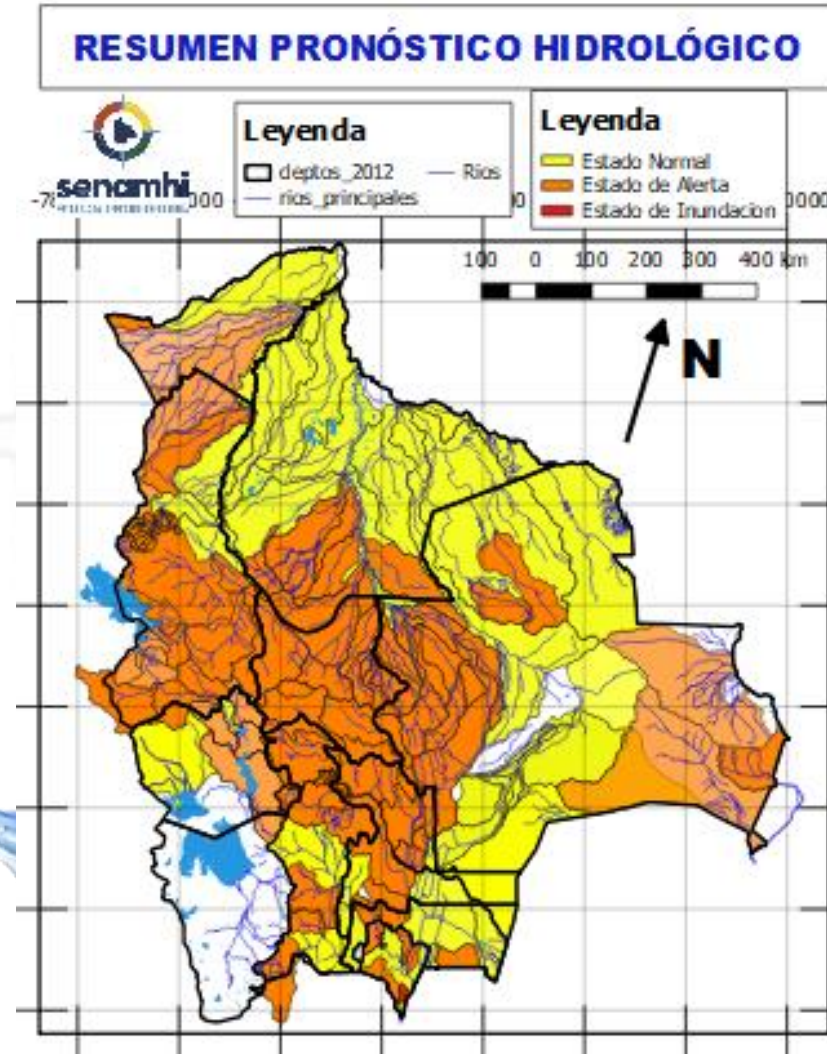 RESUMEN PRONÓSTICO HIDROLÓGICO
senamhi
Leyenda
deptos_2012
Rios
rios_principales
Leyenda
Estado Normal
Estado de Alerta
Estado de Inundacion
100 0 100 200 300 400 km
N